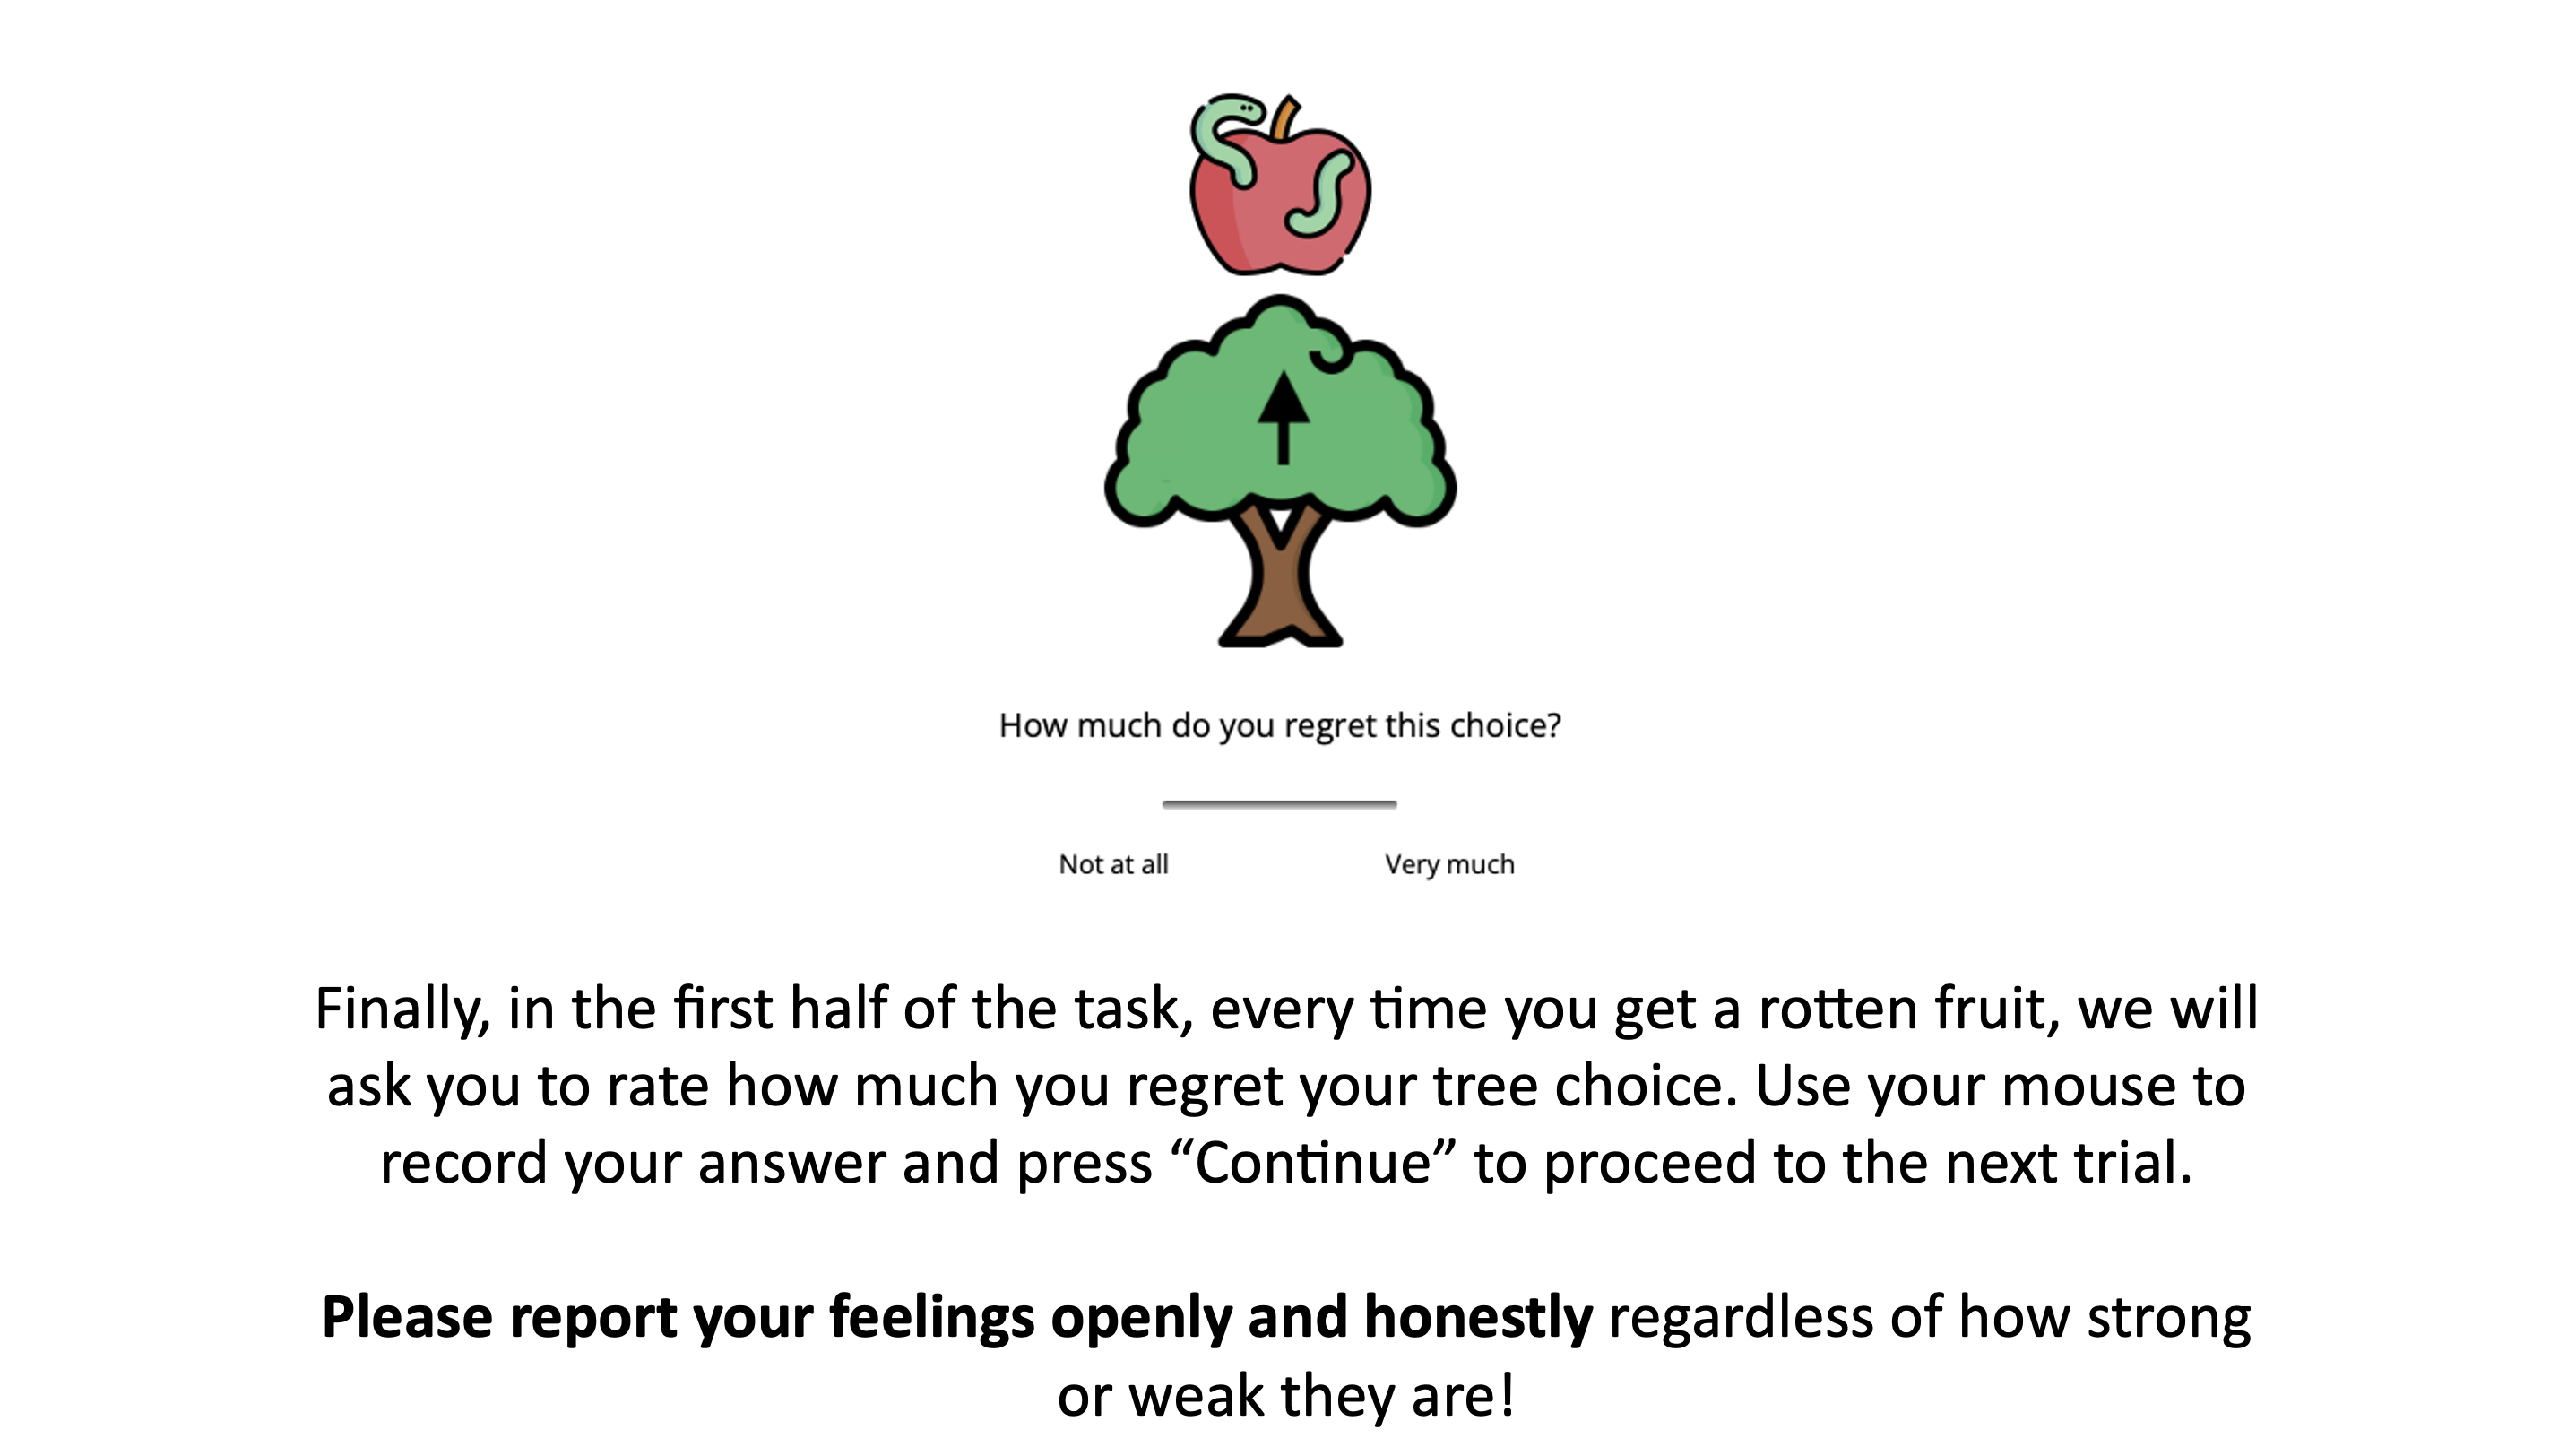 How much do you regret this choice?
Not at all Very much
Finally, in the first half of the task, every time you get a rotten fruit, we will
ask you to rate how much you regret your tree choice. Use your mouse to
record your answer and press “Continue” to proceed to the next trial.
Please report your feelings openly and honestly regardless of how strong
or weak they are!